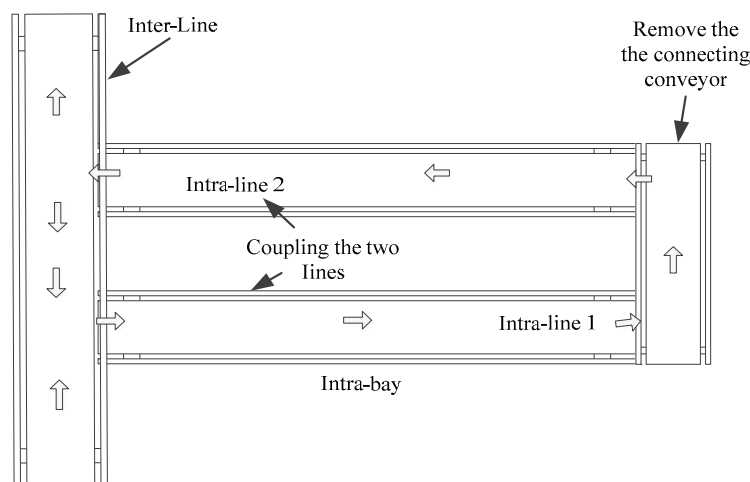 Inter-Line
Remove the
the connecting
conveyor
Intra-line 2
Coupling the two
lines
Intra-line 1
Intra-bay